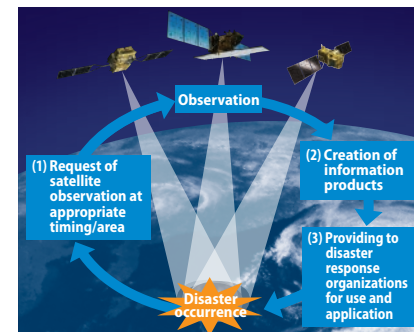 Observation
(1) Request of
satellite
observation at
appropriate
timing/area
(2) Creation of
information
products
(3) Providing to
disaster
response
organizations
for use and
application
Disaster
occurrence